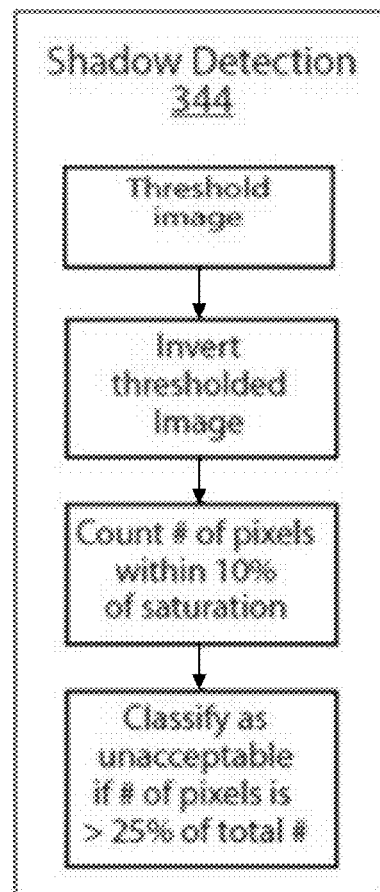 Shadow Detection
344
Threshold
image
Invert
thresholded
Image
Count # of pixels
within 10%
of saturation
Classify as
unacceptable
if # of pixels is
> 25% of total #